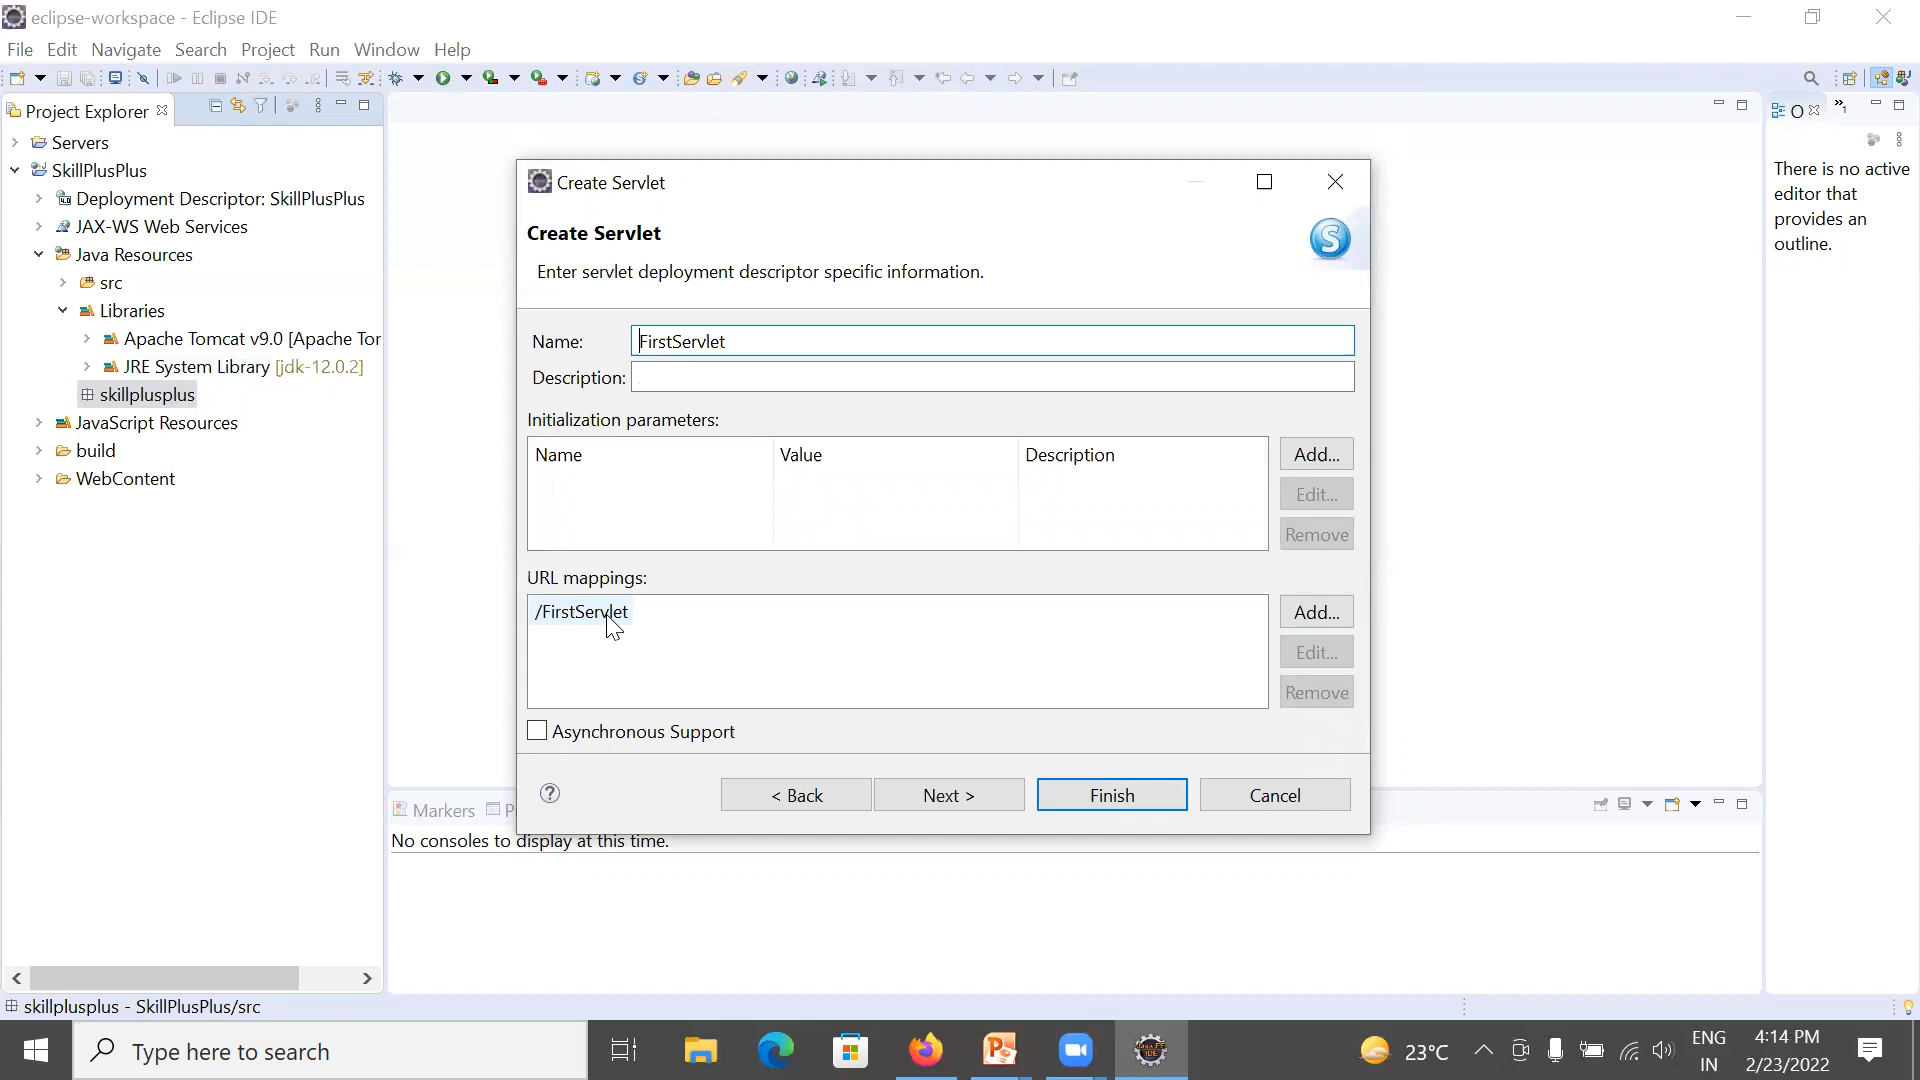 eclipse-workspace - Eclipse IDE
File Edit Navigate Search Project Run Window Help
Project Explorer
Servers
SkillPlusPlus
Deployment Descriptor: SkillPlusPlus
JAX-WS Web Services
Java Resources
src
Libraries
Apache Tomcat v9.0 [Apache Tor
JRE System Library [jdk-12.0.2]
skillplusplus
JavaScript Resources
build
WebContent
Create Servlet
Create Servlet
Enter servlet deployment descriptor specific information.
Name: FirstServlet
Description:
Initialization parameters:
Name Value Description
Add...
Edit...
Remove
URL mappings:
/FirstServlet
Add...
Edit...
Remove
Asynchronous Support
< Back Next > Finish Cancel
O
There is no active
editor that
provides an
outline.
Markers P
No consoles to display at this time.
skillplusplus - SkillPlusPlus/src
Type here to search
23°C
ENG
IN
4:14 PM
2/23/2022